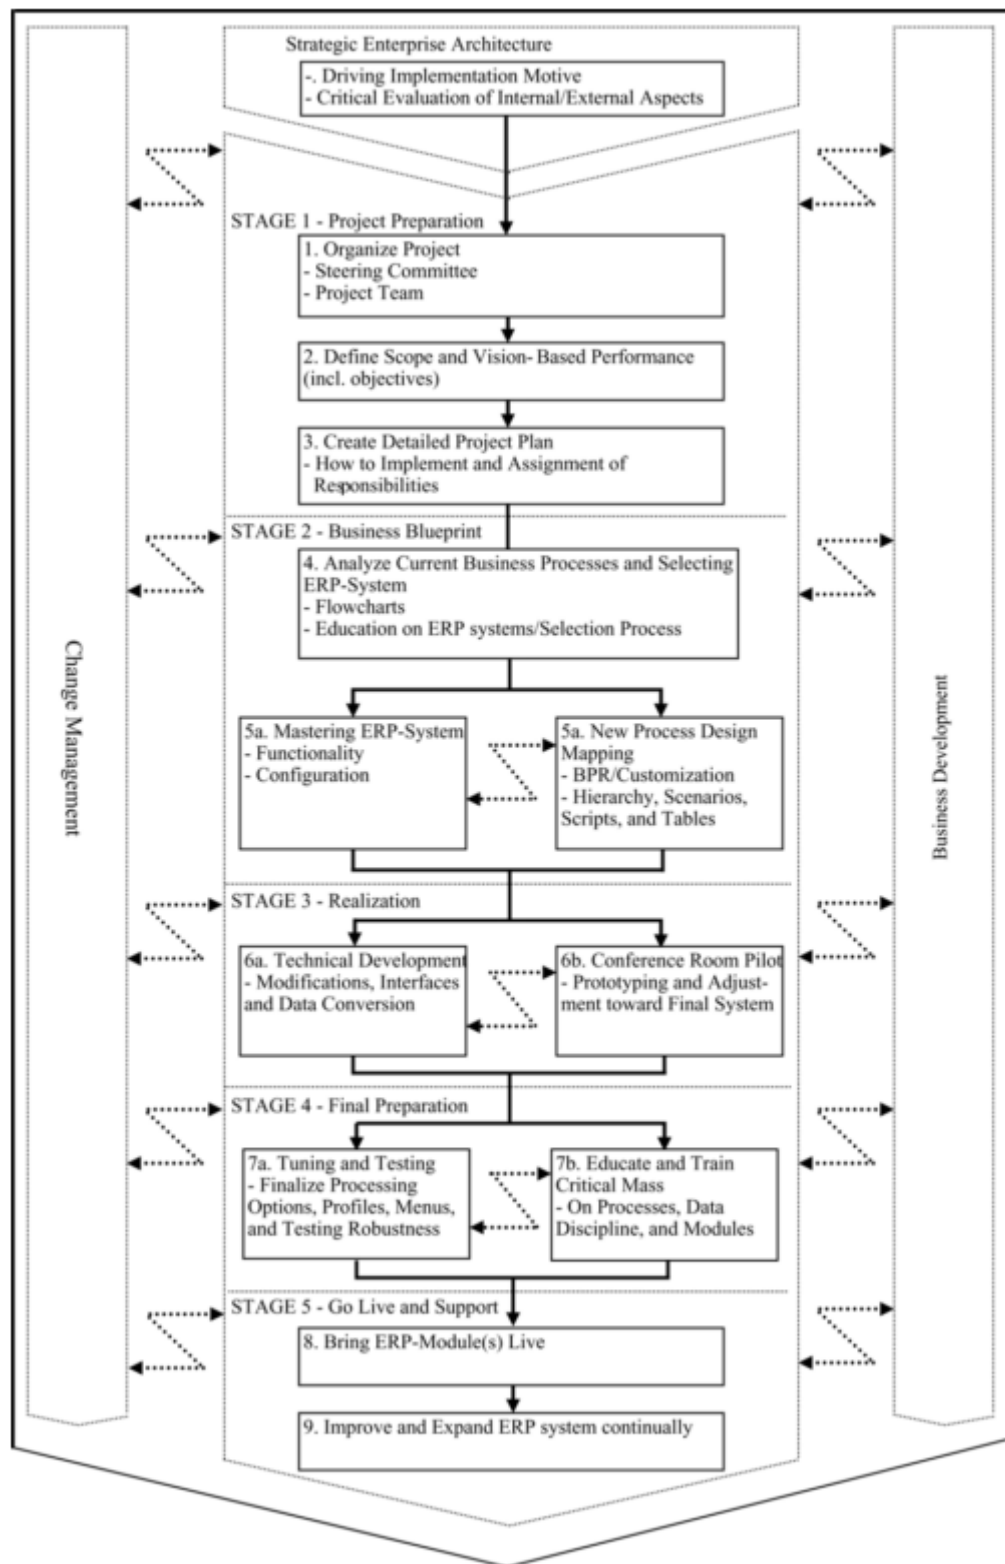 Strategic Enterprise Architecture
-. Driving Implementation Motive
- Critical Evaluation of Internal/External Aspects
STAGE 1 - Project Preparation
1. Organize Project
- Steering Committee
- Project Team
2. Define Scope and Vision- Based Performance
(incl. objectives)
3. Create Detailed Project Plan
- How to Implement and Assignment of
Responsibilities
STAGE 2 - Business Blueprint
4. Analyze Current Business Processes and Selecting
ERP-System
- Flowcharts
- Education on ERP systems/Selection Process
Change Management
Business Development
5a. Mastering ERP-System
- Functionality
- Configuration
5a. New Process Design
Mapping
- BPR/Customization
- Hierarchy, Scenarios,
Scripts, and Tables
STAGE 3 - Realization
6a. Technical Development
- Modifications, Interfaces
and Data Conversion
6b. Conference Room Pilot
- Prototyping and Adjust-
ment toward Final System
STAGE 4 - Final Preparation
7a. Tuning and Testing
- Finalize Processing
Options, Profiles, Menus,
and Testing Robustness
7b. Educate and Train
Critical Mass
- On Processes, Data
Discipline, and Modules
STAGE 5 - Go Live and Support
8. Bring ERP-Module(s) Live
9. Improve and Expand ERP system continually